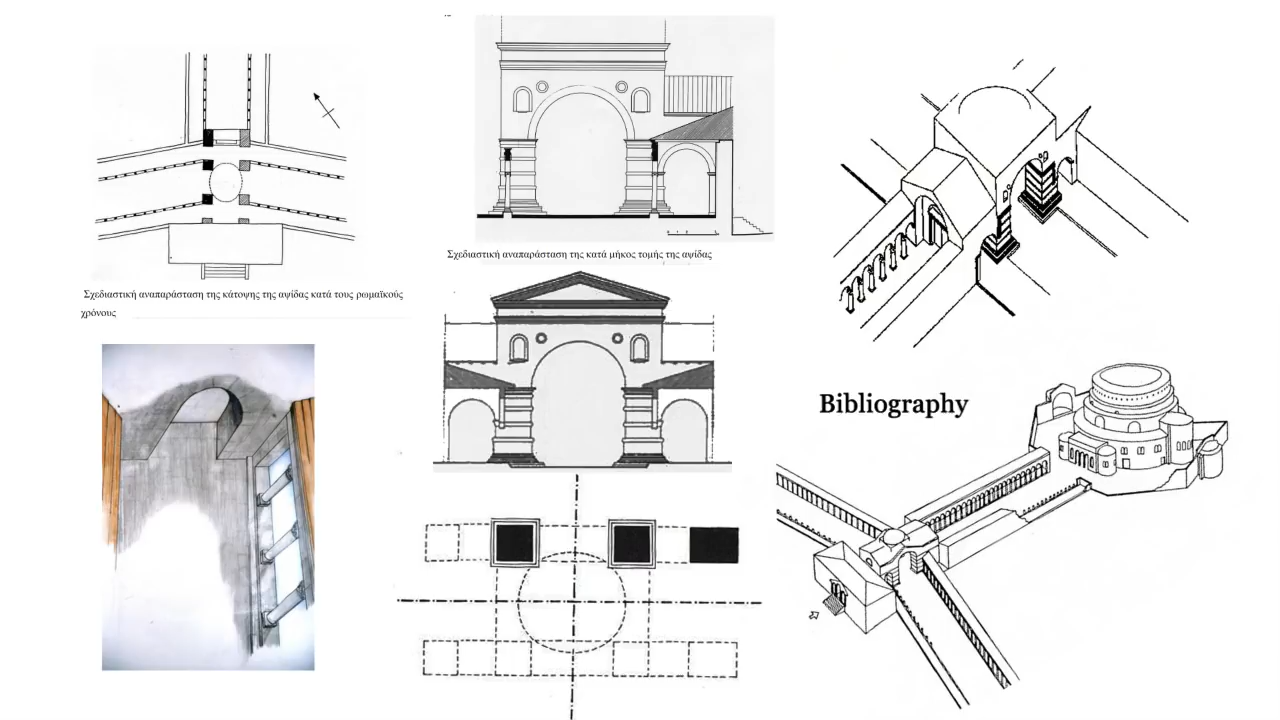 Σχεδιαστική αναπαράσταση της κάτοψης της αψίδας κατά τους ρωμαϊκούς
χρόνους
Σχεδιαστική αναπαράσταση της κατά μήκος τομής της αψίδας
Bibliography